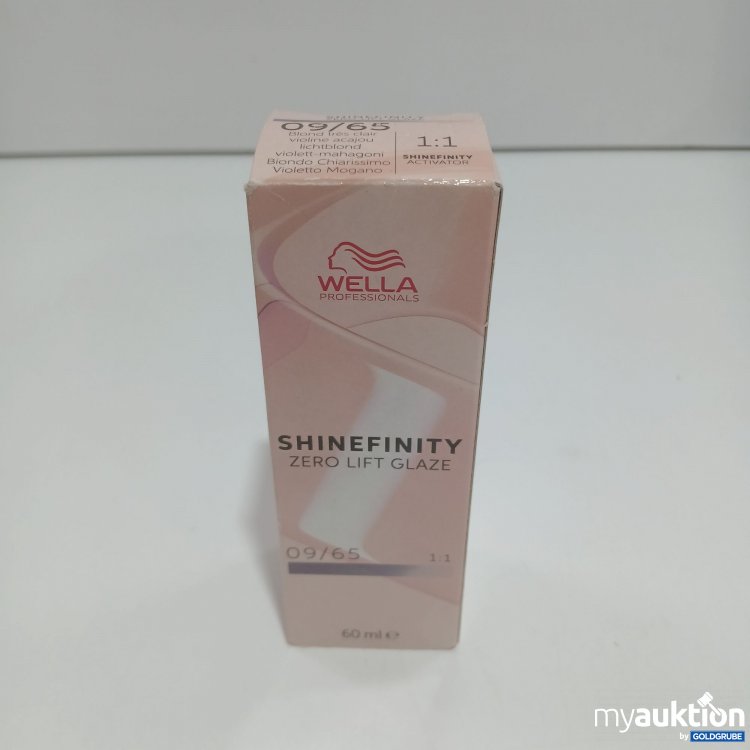 SHINEFINITY
09/65
Blond très clair
violine acajou
lichtblond
violett-mahagoni
Biondo Chiarissimo
Violetto Mogano
1:1
SHINEFINITY
ACTIVATOR
WELLA
PROFESSIONALS
SHINEFINITY
ZERO LIFT GLAZE
09/65
1:1
60 ml ℮
myauktion
by GOLDGRUBE